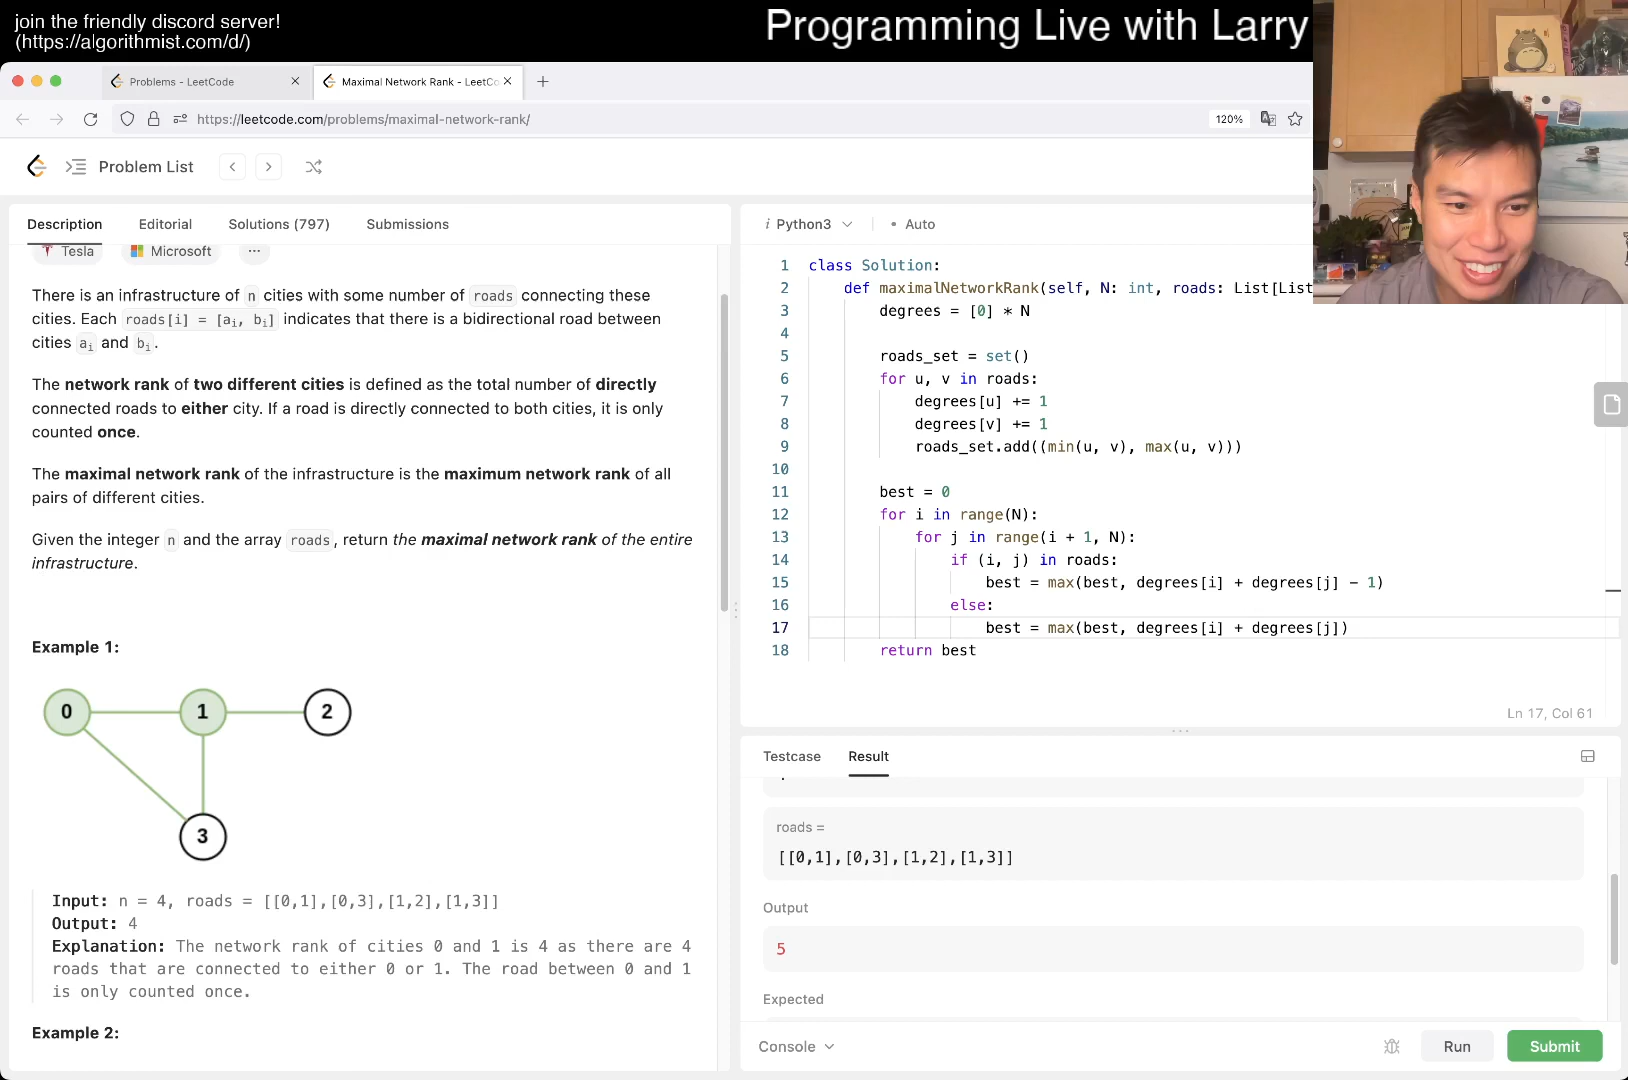 join the friendly discord server!
(https://algorithmist.com/d/)
Programming Live with Larry
Problems - LeetCode
Maximal Network Rank - LeetCo
https://leetcode.com/problems/maximal-network-rank/
120%
Problem List
Description Editorial Solutions (797) Submissions
Tesla Microsoft ...
There is an infrastructure of n cities with some number of roads connecting these
cities. Each roads[i] = [ai, bi] indicates that there is a bidirectional road between
cities ai and bi.
The network rank of two different cities is defined as the total number of directly
connected roads to either city. If a road is directly connected to both cities, it is only
counted once.
The maximal network rank of the infrastructure is the maximum network rank of all
pairs of different cities.
Given the integer n and the array roads, return the maximal network rank of the entire
infrastructure.
Example 1:
0 1 2
3
Input: n = 4, roads = [[0,1],[0,3],[1,2],[1,3]]
Output: 4
Explanation: The network rank of cities 0 and 1 is 4 as there are 4
roads that are connected to either 0 or 1. The road between 0 and 1
is only counted once.
Example 2:
i Python3 • Auto
1 class Solution:
2 def maximalNetworkRank(self, N: int, roads: List[List
3 degrees = [0] * N
4
5 roads_set = set()
6 for u, v in roads:
7 degrees[u] += 1
8 degrees[v] += 1
9 roads_set.add((min(u, v), max(u, v)))
10
11 best = 0
12 for i in range(N):
13 for j in range(i + 1, N):
14 if (i, j) in roads:
15 best = max(best, degrees[i] + degrees[j] - 1)
16 else:
17 best = max(best, degrees[i] + degrees[j])
18 return best
Ln 17, Col 61
Testcase Result
roads =
[[0,1],[0,3],[1,2],[1,3]]
Output
5
Expected
Console
Run
Submit